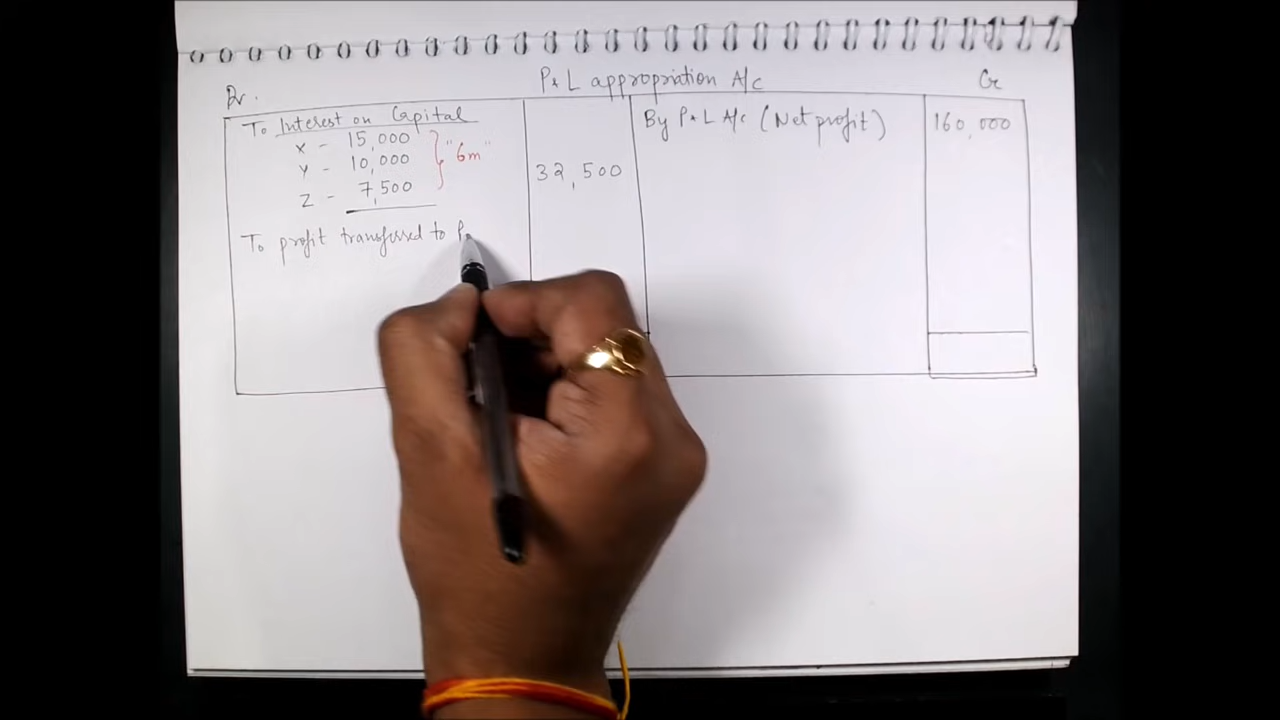 P & L appropriation A/c
Dr.
Cr
To Interest on Capital
X - 15,000
Y - 10,000
Z - 7,500
"6m"
32,500
To profit transferred to P
By P & L A/c (Net profit)
160,000